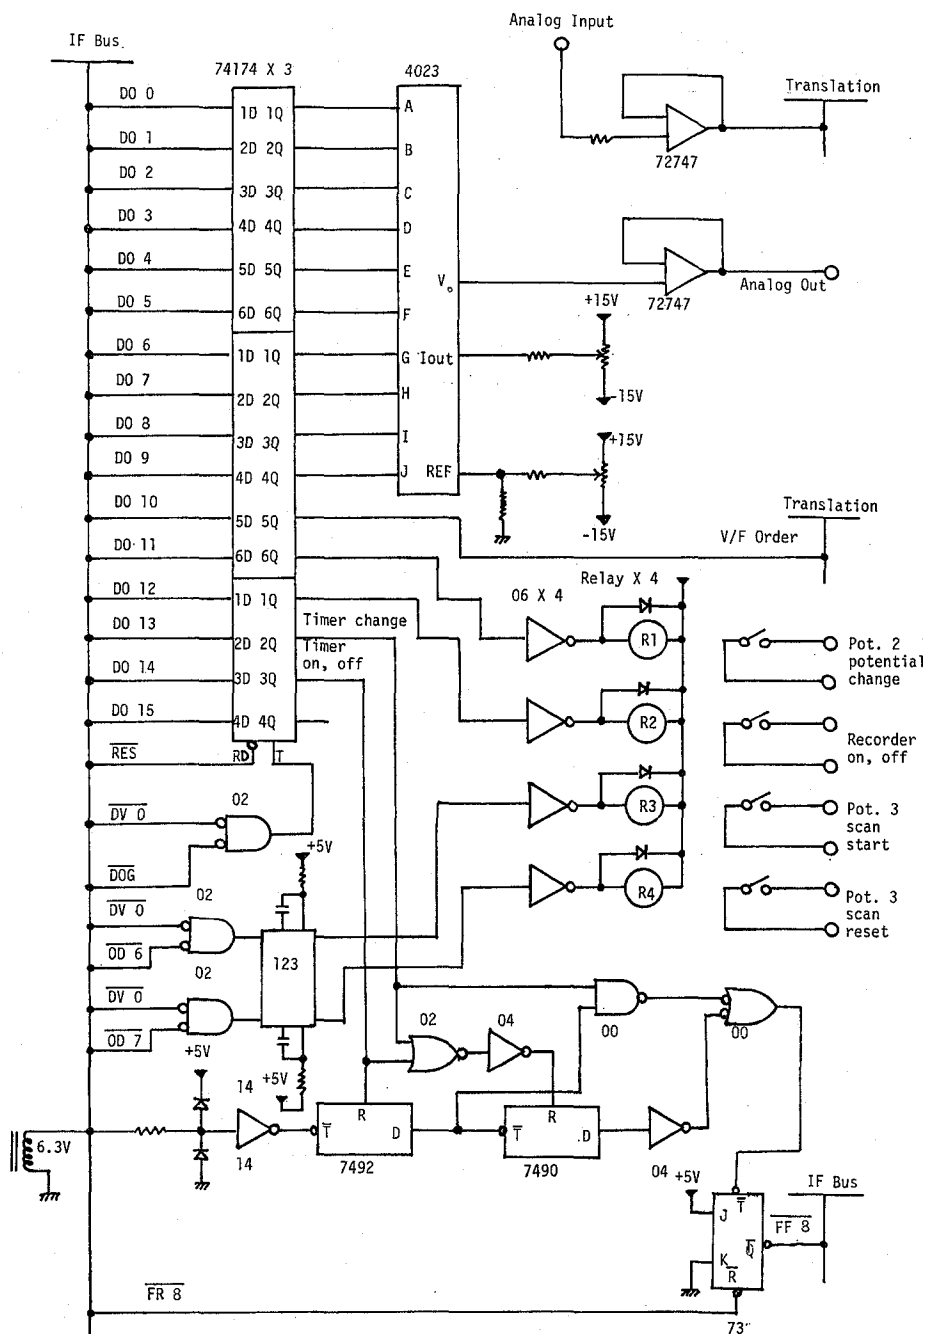 Analog Input
IF Bus
74174 X 3
4023
Translation
DO 0
1D 1Q
A
DO 1
2D 2Q
B
72747
DO 2
3D 3Q
C
DO 3
4D 4Q
D
DO 4
5D 5Q
E
Vo
72747
Analog Out
DO 5
6D 6Q
F
+15V
DO 6
1D 1Q
G Iout
DO 7
2D 2Q
H
-15V
DO 8
3D 3Q
I
+15V
DO 9
4D 4Q
J REF
DO 10
5D 5Q
-15V
Translation
V/F Order
DO 11
6D 6Q
Relay X 4
06 X 4
DO 12
1D 1Q
DO 13
2D 2Q
Timer change
R1
Pot. 2
potential
change
Timer
on, off
DO 14
3D 3Q
DO 15
4D 4Q
R2
Recorder
on, off
RES
RD T
02
DV 0
R3
Pot. 3
scan
start
+5V
DOG
02
R4
Pot. 3
scan
reset
DV 0
OD 6
123
02
DV 0
OD 7
02
04
00
00
+5V
14
+5V
R
T D
7492
R
T D
7490
04
6.3V
14
+5V
IF Bus
J T
Q
FF 8
K
R
FR 8
73